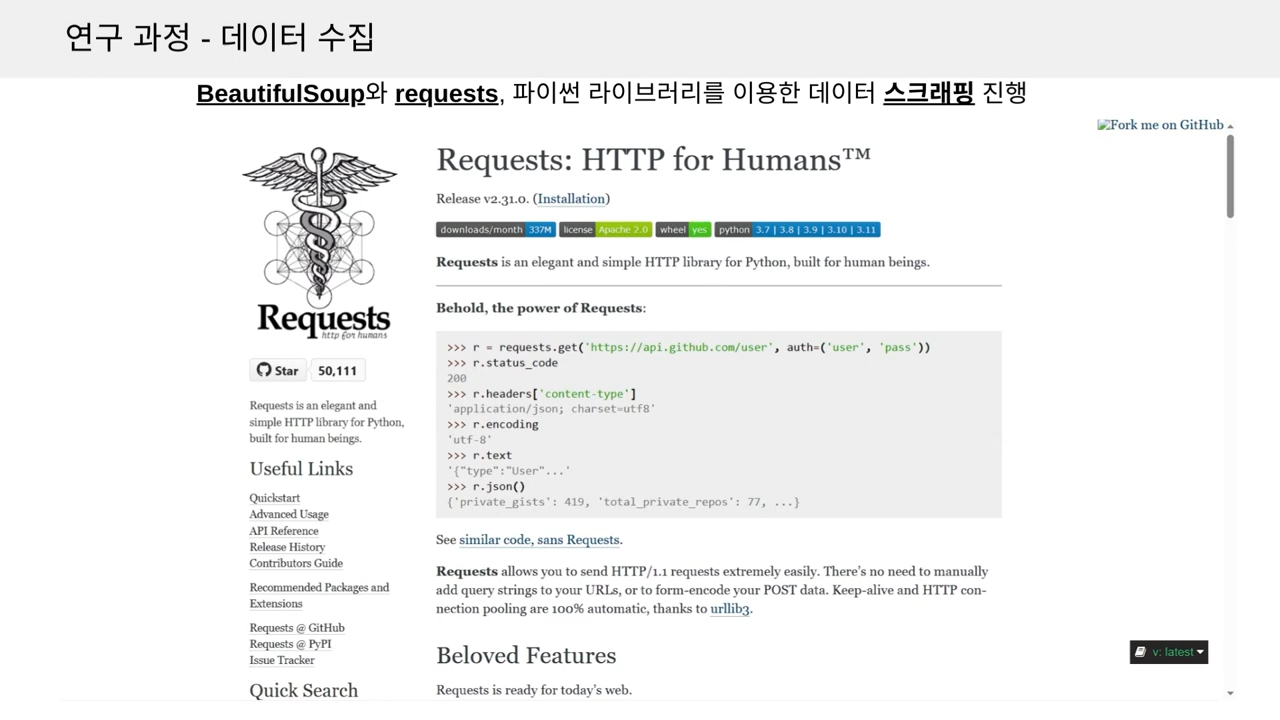 연구 과정 - 데이터 수집
BeautifulSoup와 requests, 파이썬 라이브러리를 이용한 데이터 스크래핑 진행
Fork me on GitHub
Requests
http for humans
Star 50,111
Requests is an elegant and
simple HTTP library for Python,
built for human beings.
Useful Links
Quickstart
Advanced Usage
API Reference
Release History
Contributors Guide
Recommended Packages and
Extensions
Requests @ GitHub
Requests @ PyPI
Issue Tracker
Quick Search
Requests: HTTP for Humans™
Release v2.31.0. (Installation)
downloads/month 337M license Apache 2.0 wheel yes python 3.7 | 3.8 | 3.9 | 3.10 | 3.11
Requests is an elegant and simple HTTP library for Python, built for human beings.
Behold, the power of Requests:
>>> r = requests.get('https://api.github.com/user', auth=('user', 'pass'))
>>> r.status_code
200
>>> r.headers['content-type']
'application/json; charset=utf8'
>>> r.encoding
'utf-8'
>>> r.text
'{"type":"User"...'
>>> r.json()
{'private_gists': 419, 'total_private_repos': 77, ...}
See similar code, sans Requests.
Requests allows you to send HTTP/1.1 requests extremely easily. There's no need to manually
add query strings to your URLs, or to form-encode your POST data. Keep-alive and HTTP con-
nection pooling are 100% automatic, thanks to urllib3.
Beloved Features
Requests is ready for today's web.
v: latest